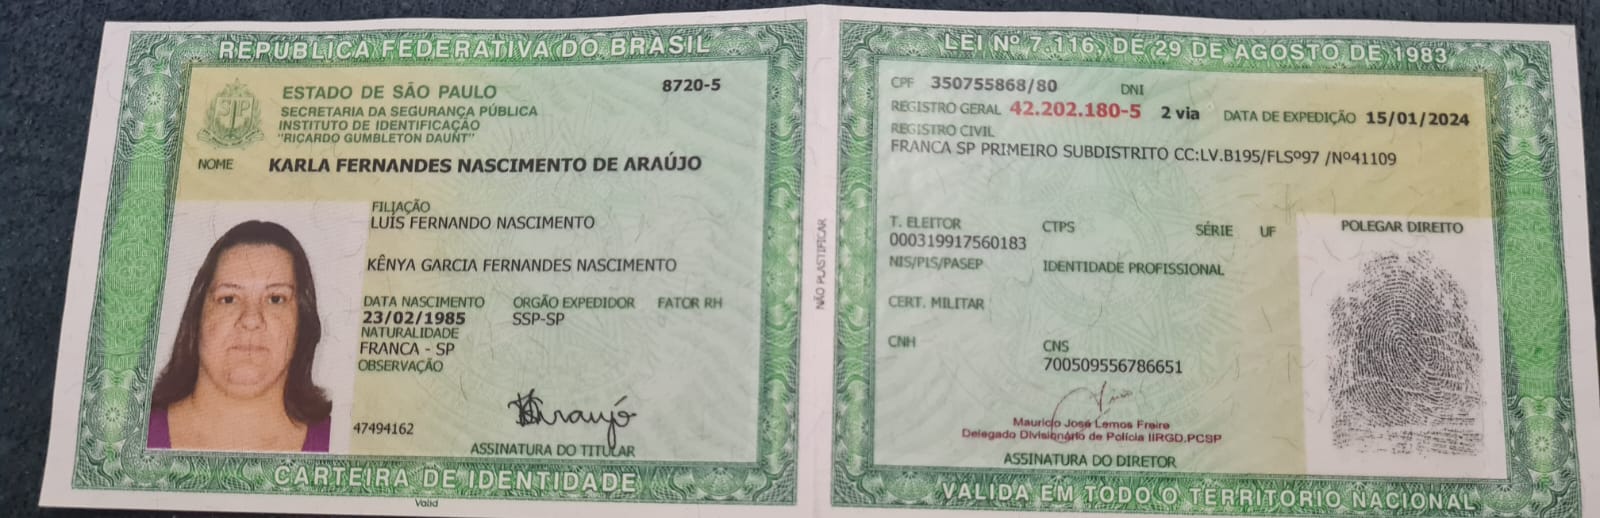 REPÚBLICA FEDERATIVA DO BRASIL
ESTADO DE SÃO PAULO
8720-5
SECRETARIA DA SEGURANÇA PÚBLICA
INSTITUTO DE IDENTIFICAÇÃO
"RICARDO GUMBLETON DAUNT"
NOME KARLA FERNANDES NASCIMENTO DE ARAÚJO
FILIAÇÃO
LUÍS FERNANDO NASCIMENTO
KÊNYA GARCIA FERNANDES NASCIMENTO
DATA NASCIMENTO ORGÃO EXPEDIDOR FATOR RH
23/02/1985 SSP-SP
NATURALIDADE
FRANCA - SP
OBSERVAÇÃO
KAraujó
47494162
ASSINATURA DO TITULAR
CARTEIRA DE IDENTIDADE
Valid
NÃO PLASTIFICAR
LEI Nº 7.116, DE 29 DE AGOSTO DE 1983
CPF 350755868/80 DNI
REGISTRO GERAL 42.202.180-5 2 via DATA DE EXPEDIÇÃO 15/01/2024
REGISTRO CIVIL
FRANCA SP PRIMEIRO SUBDISTRITO CC:LV.B195/FLSº97 /Nº41109
T. ELEITOR CTPS SÉRIE UF POLEGAR DIREITO
000319917560183
NIS/PIS/PASEP IDENTIDADE PROFISSIONAL
CERT. MILITAR
CNH CNS
700509556786651
Mauricio José Lemos Freire
Delegado Divisionário de Polícia IIRGD.PCSP
ASSINATURA DO DIRETOR
VÁLIDA EM TODO O TERRITÓRIO NACIONAL